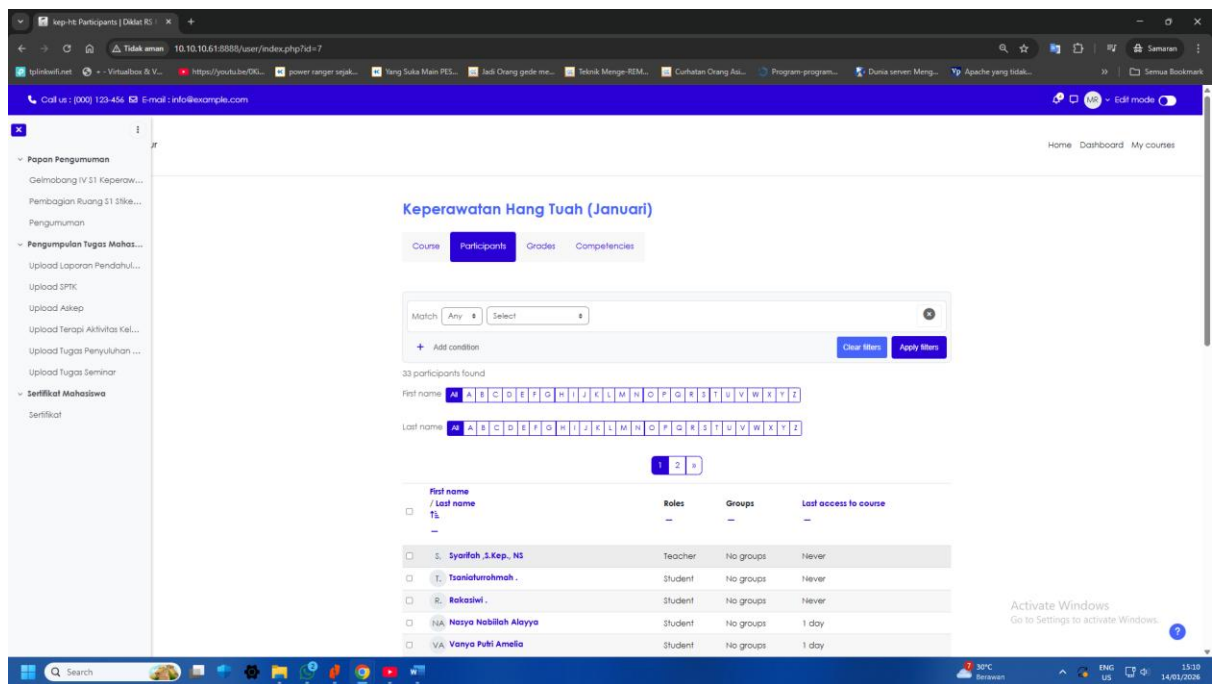 kep-ht: Participants | Diklat RS
Tidak aman 10.10.10.61:8888/user/index.php?id=7
Samaran
tplinkwifi.net
- Virtualbox & V...
https://youtu.be/DKi...
power ranger sejak...
Yang Suka Main PES...
Jadi Orang gede me...
Teknik Menge-REM...
Curhatan Orang Asi...
Program-program...
Dunia server: Meng...
Apache yang tidak...
Semua Bookmark
Call us : (000) 123-456 E-mail : info@example.com
MR Edit mode
Home Dashboard My courses
Papan Pengumuman
Gelmobang IV S1 Keperaw...
Pembagian Ruang S1 Stike...
Pengumuman
Pengumpulan Tugas Mahas...
Upload Laporan Pendahul...
Upload SPTK
Upload Askep
Upload Terapi Aktivitas Kel...
Upload Tugas Penyuluhan ...
Upload Tugas Seminar
Sertifikat Mahasiswa
Sertifikat
Keperawatan Hang Tuah (Januari)
Course Participants Grades Competencies
Match Any Select
+ Add condition Clear filters Apply filters
33 participants found
First name All A B C D E F G H I J K L M N O P Q R S T U V W X Y Z
Last name All A B C D E F G H I J K L M N O P Q R S T U V W X Y Z
1 2 »
First name / Last name Roles Groups Last access to course
S. Syarifah ,S.Kep., NS Teacher No groups Never
T. Tsaniaturrohmah . Student No groups Never
R. Rakasiwi . Student No groups Never
NA Nasya Nabiilah Alayya Student No groups 1 day
VA Vanya Putri Amelia Student No groups 1 day
Activate Windows
Go to Settings to activate Windows.
?
Search
7 30°C
Berawan
ENG
US
15:10
14/01/2026